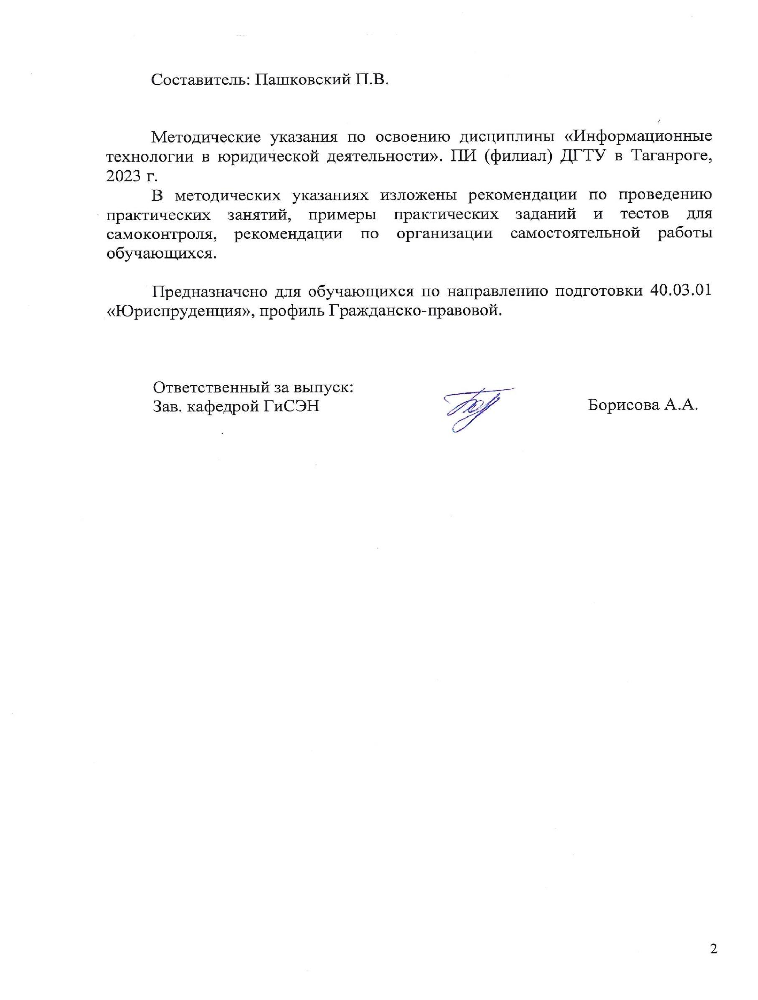 Составитель: Пашковский П.В.
Методические указания по освоению дисциплины «Информационные
технологии в юридической деятельности». ПИ (филиал) ДГТУ в Таганроге,
2023 г.
В методических указаниях изложены рекомендации по проведению
практических занятий, примеры практических заданий и тестов для
самоконтроля, рекомендации по организации самостоятельной работы
обучающихся.
Предназначено для обучающихся по направлению подготовки 40.03.01
«Юриспруденция», профиль Гражданско-правовой.
Ответственный за выпуск:
Зав. кафедрой ГиСЭН Борисова А.А.
2